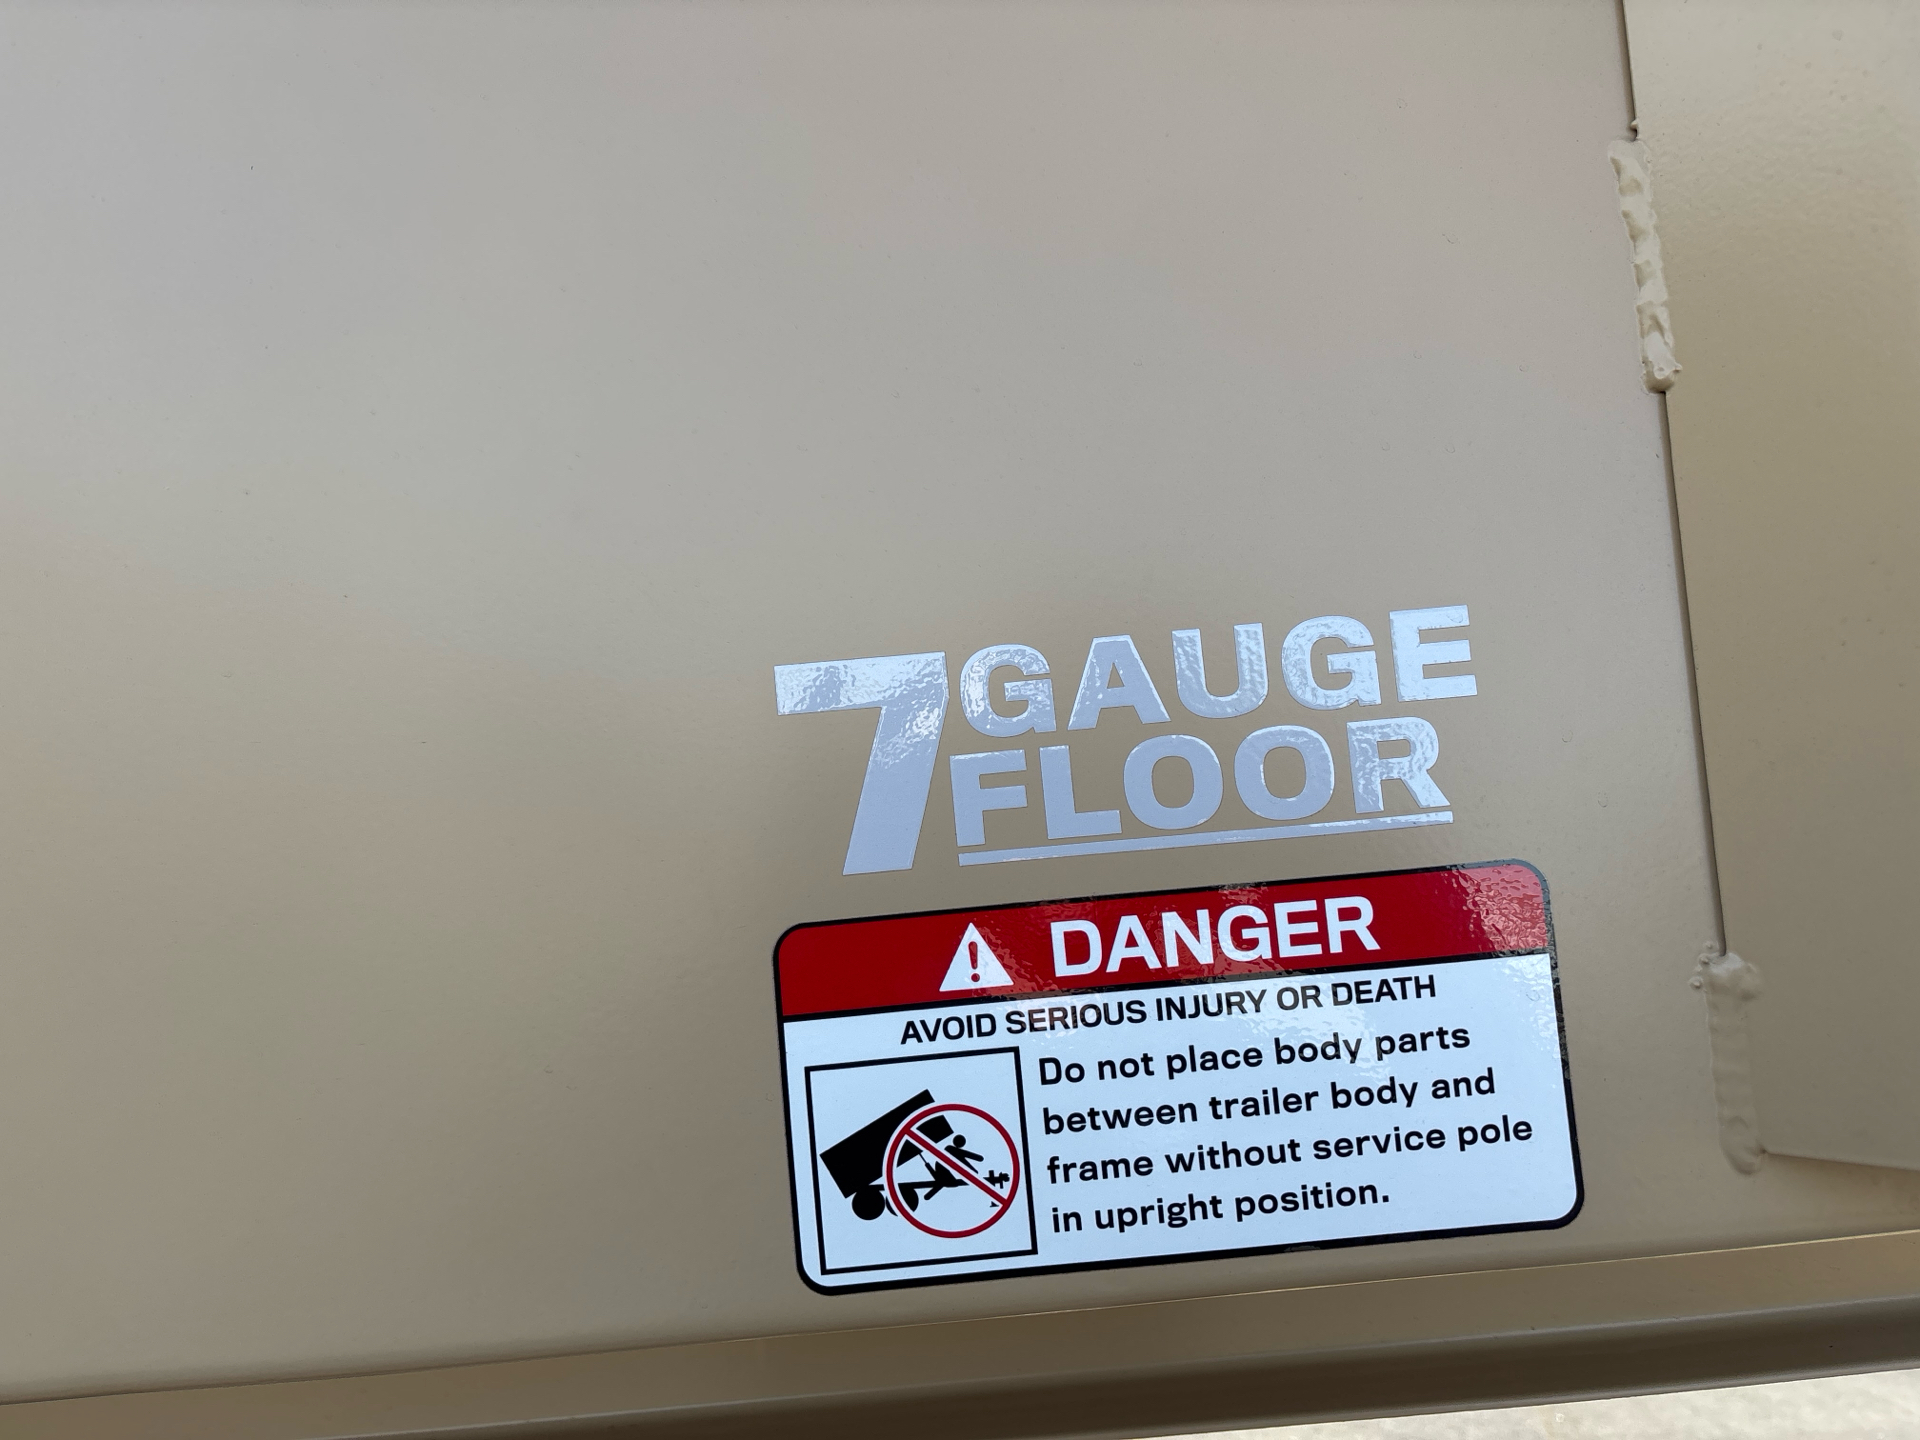 7 GAUGE
FLOOR
DANGER
AVOID SERIOUS INJURY OR DEATH
Do not place body parts
between trailer body and
frame without service pole
in upright position.